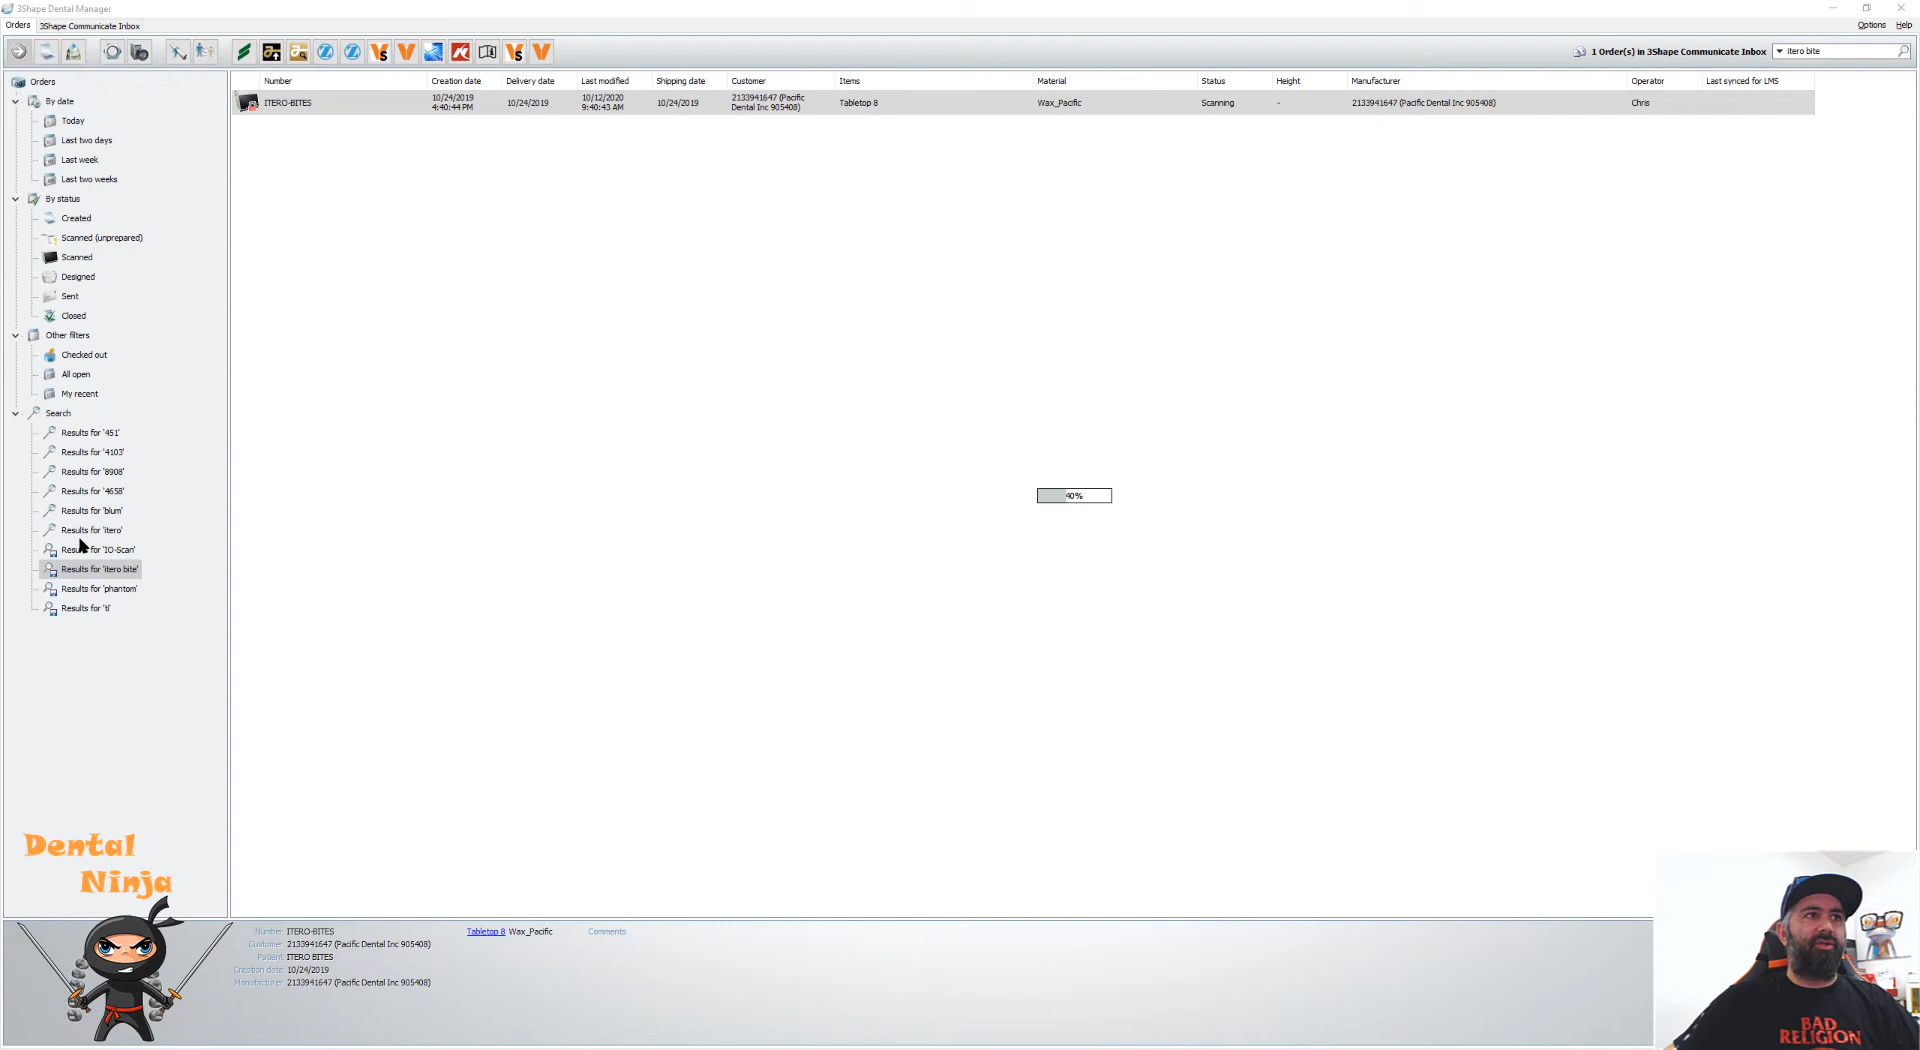 3Shape Dental Manager
Orders 3Shape Communicate Inbox
Options Help
1 Order(s) in 3Shape Communicate Inbox itero bite
Orders
By date
Today
Last two days
Last week
Last two weeks
By status
Created
Scanned (unprepared)
Scanned
Designed
Sent
Closed
Other filters
Checked out
All open
My recent
Search
Results for '451'
Results for '4103'
Results for '8908'
Results for '4658'
Results for 'blum'
Results for 'itero'
Results for 'IO-Scan'
Results for 'itero bite'
Results for 'phantom'
Results for 'ti'
Number Creation date Delivery date Last modified Shipping date Customer Items Material Status Height Manufacturer Operator Last synced for LMS
ITERO-BITES 10/24/2019 4:40:44 PM 10/24/2019 10/12/2020 9:40:43 AM 10/24/2019 2133941647 (Pacific Dental Inc 905408) Tabletop 8 Wax_Pacific Scanning - 2133941647 (Pacific Dental Inc 905408) Chris
40%
Dental
Ninja
Number ITERO-BITES
Customer 2133941647 (Pacific Dental Inc 905408)
Patient ITERO BITES
Creation date 10/24/2019
Manufacturer 2133941647 (Pacific Dental Inc 905408)
Tabletop 8 Wax_Pacific
Comments
BAD
RELIGION